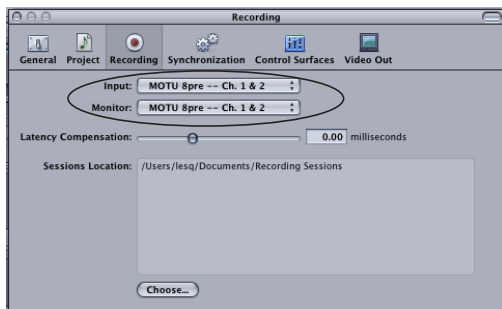 Recording
General Project Recording Synchronization Control Surfaces Video Out
Input: MOTU 8pre -- Ch. 1 & 2
Monitor: MOTU 8pre -- Ch. 1 & 2
Latency Compensation: 0.00 milliseconds
Sessions Location: /Users/lesq/Documents/Recording Sessions
Choose...